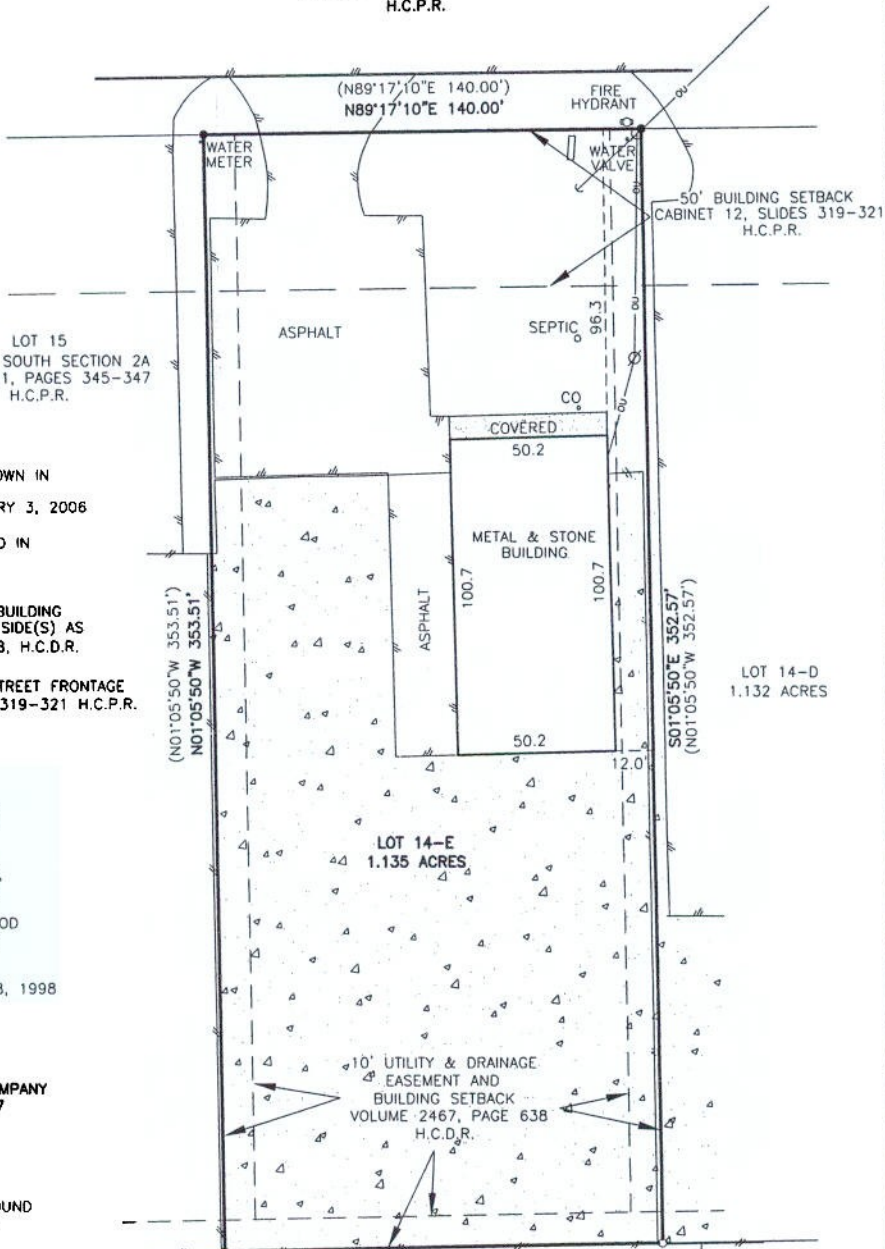 H.C.P.R.
(N89°17'10"E 140.00')
N89°17'10"E 140.00'
FIRE
HYDRANT
OU
WATER
METER
WATER
VALVE
OU
50' BUILDING SETBACK
CABINET 12, SLIDES 319-321
H.C.P.R.
LOT 15
SOUTH SECTION 2A
1, PAGES 345-347
H.C.P.R.
ASPHALT
SEPTIC
96.3
OU
CO
OU
COVERED
50.2
OWN IN
RY 3, 2006
D IN
METAL & STONE
BUILDING
100.7
100.7
ASPHALT
BUILDING
SIDE(S) AS
8, H.C.D.R.
TREET FRONTAGE
319-321 H.C.P.R.
(N01°05'50"W 353.51')
N01°05'50"W 353.51'
S01°05'50"E 352.57'
(N01°05'50"W 352.57')
LOT 14-D
1.132 ACRES
50.2
12.0'
LOT 14-E
1.135 ACRES
OD
8, 1998
MPANY
7
10' UTILITY & DRAINAGE
EASEMENT AND
BUILDING SETBACK
VOLUME 2467, PAGE 638
H.C.D.R.
OUND